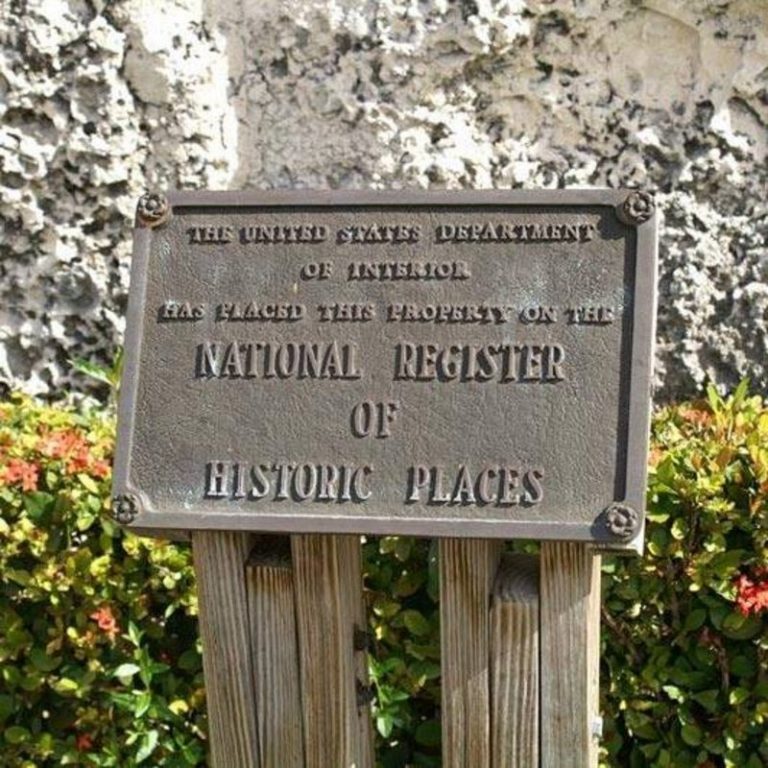 THE UNITED STATES DEPARTMENT
OF INTERIOR
HAS PLACED THIS PROPERTY ON THE
NATIONAL REGISTER
OF
HISTORIC PLACES